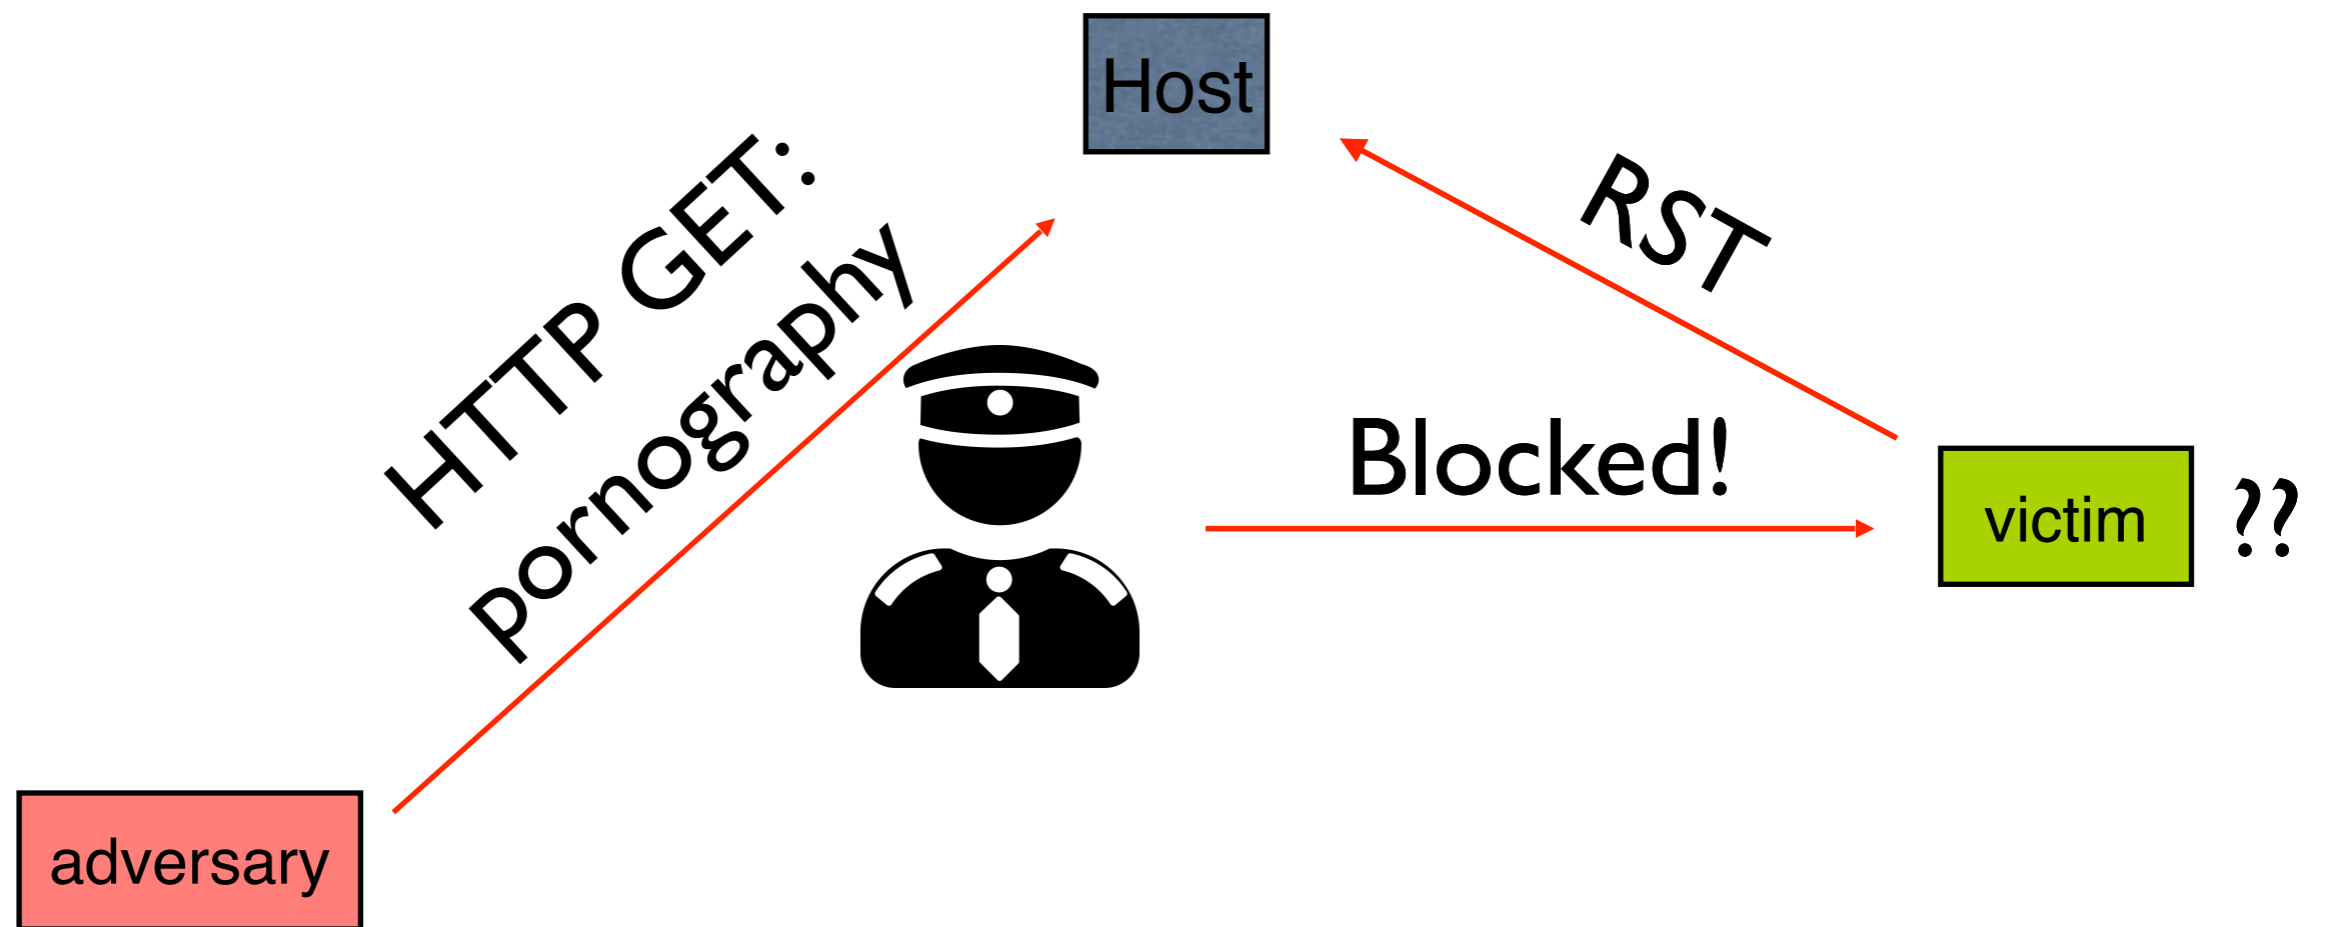 Host
HTTP GET:
pornography
RST
Blocked!
victim
??
adversary